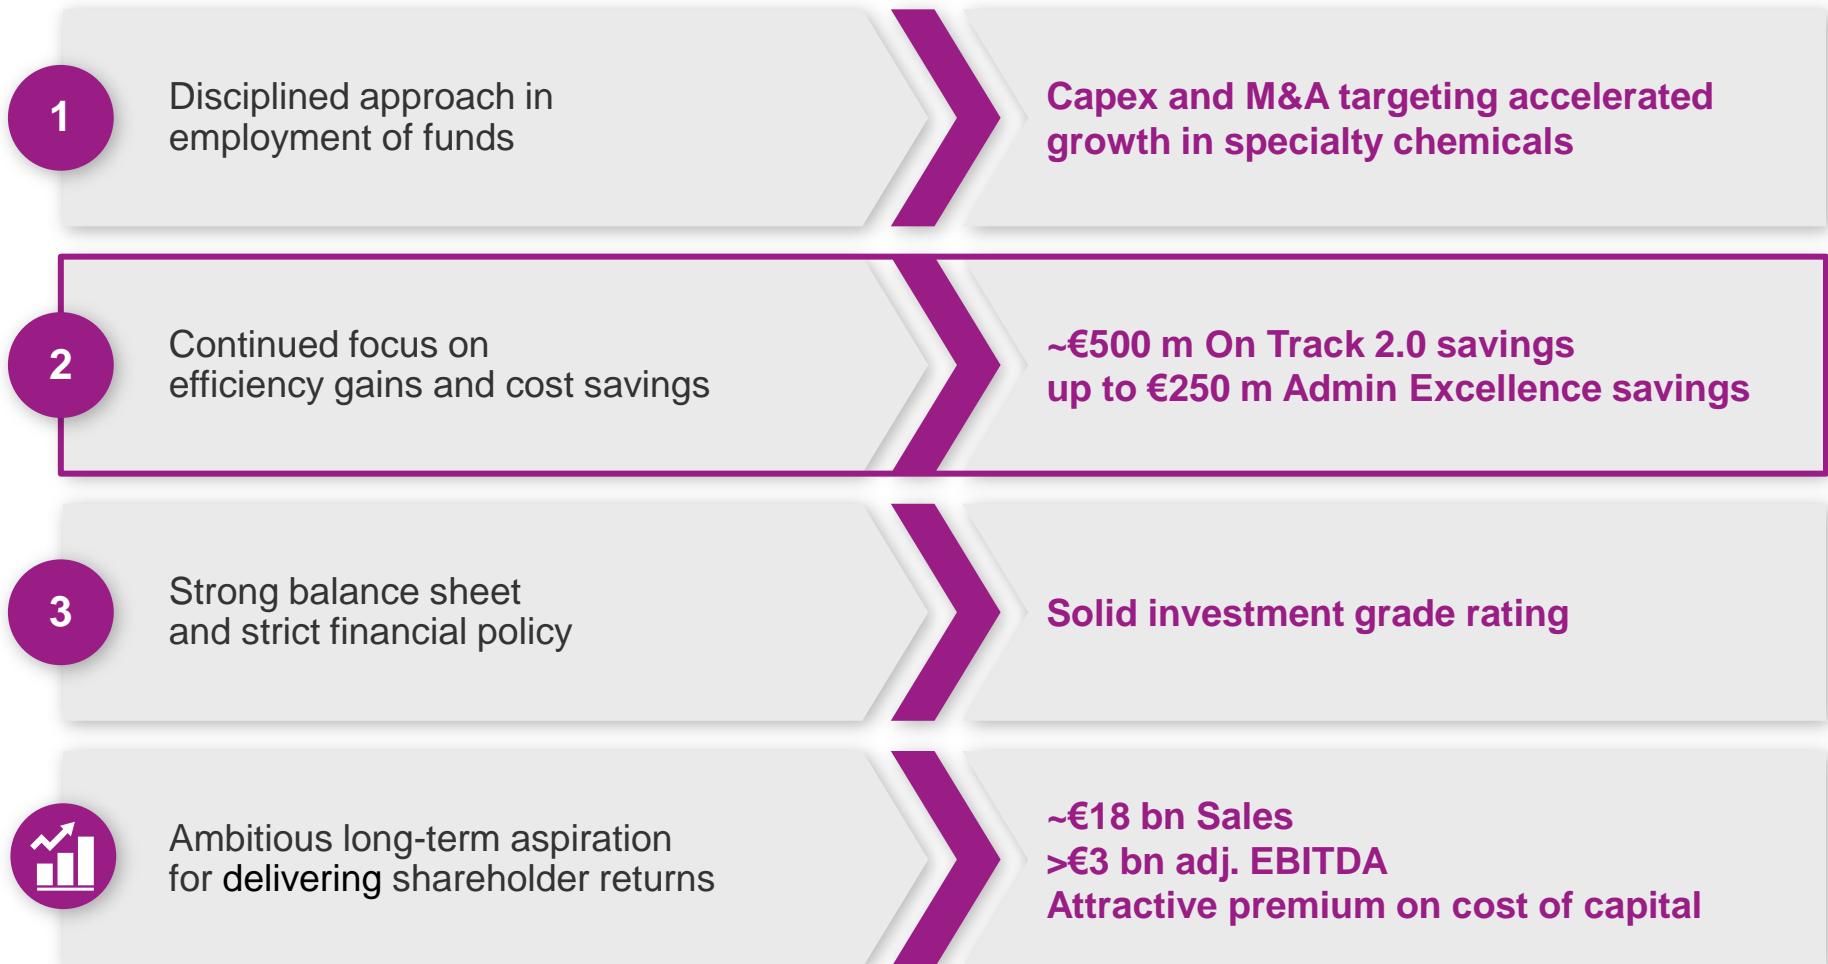 1
Disciplined approach in
employment of funds
Capex and M&A targeting accelerated
growth in specialty chemicals
2
Continued focus on
efficiency gains and cost savings
~€500 m On Track 2.0 savings
up to €250 m Admin Excellence savings
3
Strong balance sheet
and strict financial policy
Solid investment grade rating
Ambitious long-term aspiration
for delivering shareholder returns
~€18 bn Sales
>€3 bn adj. EBITDA
Attractive premium on cost of capital